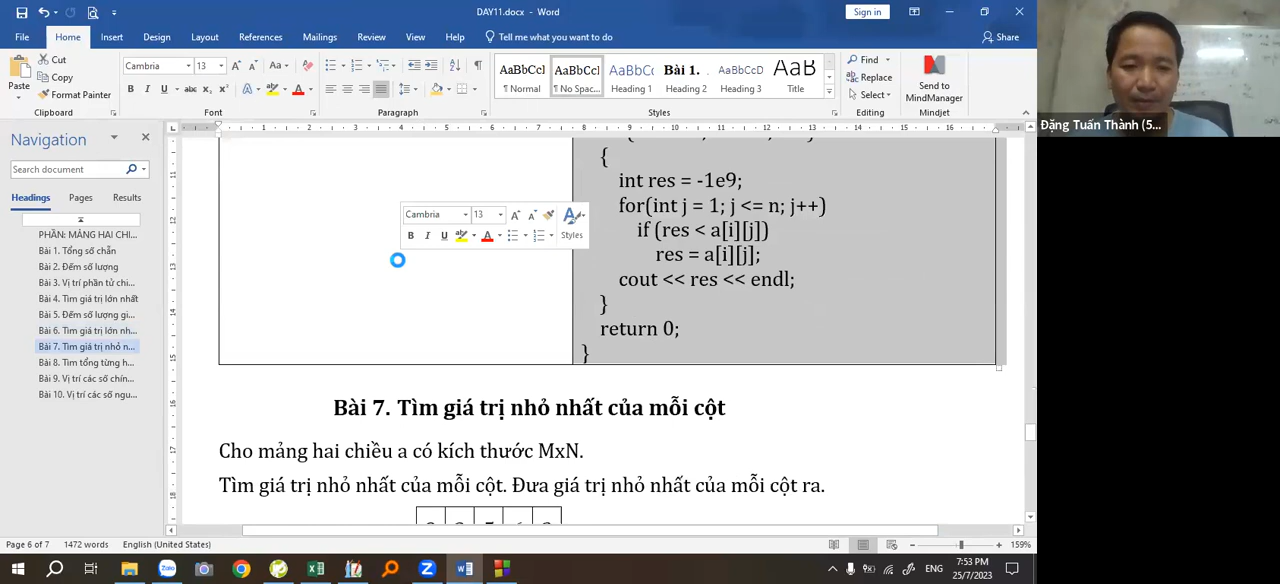 DAY11.docx - Word
Sign in
File Home Insert Design Layout References Mailings Review View Help Tell me what you want to do Share
Paste
Cut
Copy
Format Painter
Clipboard
Cambria 13
Font
Paragraph
AaBbCcI ¶ Normal
AaBbCcI ¶ No Spac...
AaBbCc Heading 1
Bài 1. Heading 2
AaBbCcD Heading 3
AaB Title
Styles
Find
Replace
Select
Editing
Send to
MindManager
Mindjet
Đặng Tuấn Thành (5...
Navigation
Search document
Headings Pages Results
PHẦN: MẢNG HAI CHI...
Bài 1. Tổng số chẵn
Bài 2. Đếm số lượng
Bài 3. Vị trí phần tử chi...
Bài 4. Tìm giá trị lớn nhất
Bài 5. Đếm số lượng gi...
Bài 6. Tìm giá trị lớn nh...
Bài 7. Tìm giá trị nhỏ n...
Bài 8. Tìm tổng từng h...
Bài 9. Vị trí các số chín...
Bài 10. Vị trí các số ngu...
Cambria 13
Styles
{
int res = -1e9;
for(int j = 1; j <= n; j++)
if (res < a[i][j])
res = a[i][j];
cout << res << endl;
}
return 0;
}
Bài 7. Tìm giá trị nhỏ nhất của mỗi cột
Cho mảng hai chiều a có kích thước MxN.
Tìm giá trị nhỏ nhất của mỗi cột. Đưa giá trị nhỏ nhất của mỗi cột ra.
Page 6 of 7 1472 words English (United States) 159%
ENG
7:53 PM
25/7/2023